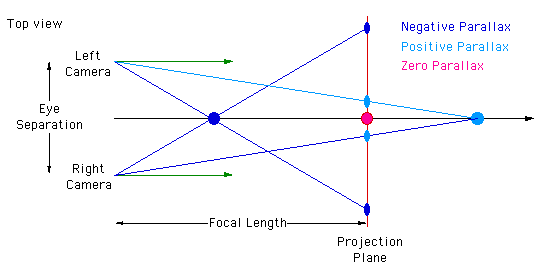 Top view
Negative Parallax
Positive Parallax
Zero Parallax
Left
Camera
Eye
Separation
Right
Camera
Focal Length
Projection
Plane